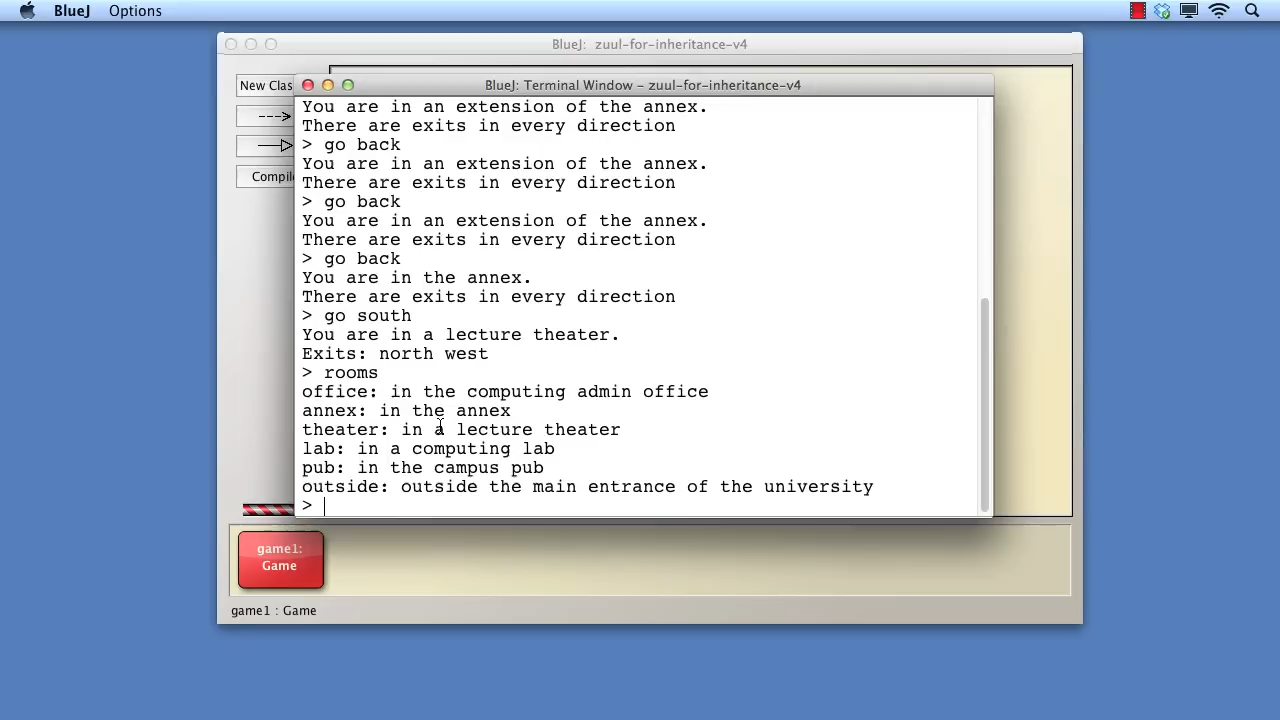 BlueJ Options
BlueJ: zuul-for-inheritance-v4
New Clas
BlueJ: Terminal Window - zuul-for-inheritance-v4
Compile
You are in an extension of the annex.
There are exits in every direction
> go back
You are in an extension of the annex.
There are exits in every direction
> go back
You are in an extension of the annex.
There are exits in every direction
> go back
You are in the annex.
There are exits in every direction
> go south
You are in a lecture theater.
Exits: north west
> rooms
office: in the computing admin office
annex: in the annex
theater: in a lecture theater
lab: in a computing lab
pub: in the campus pub
outside: outside the main entrance of the university
>
game1:
Game
game1 : Game